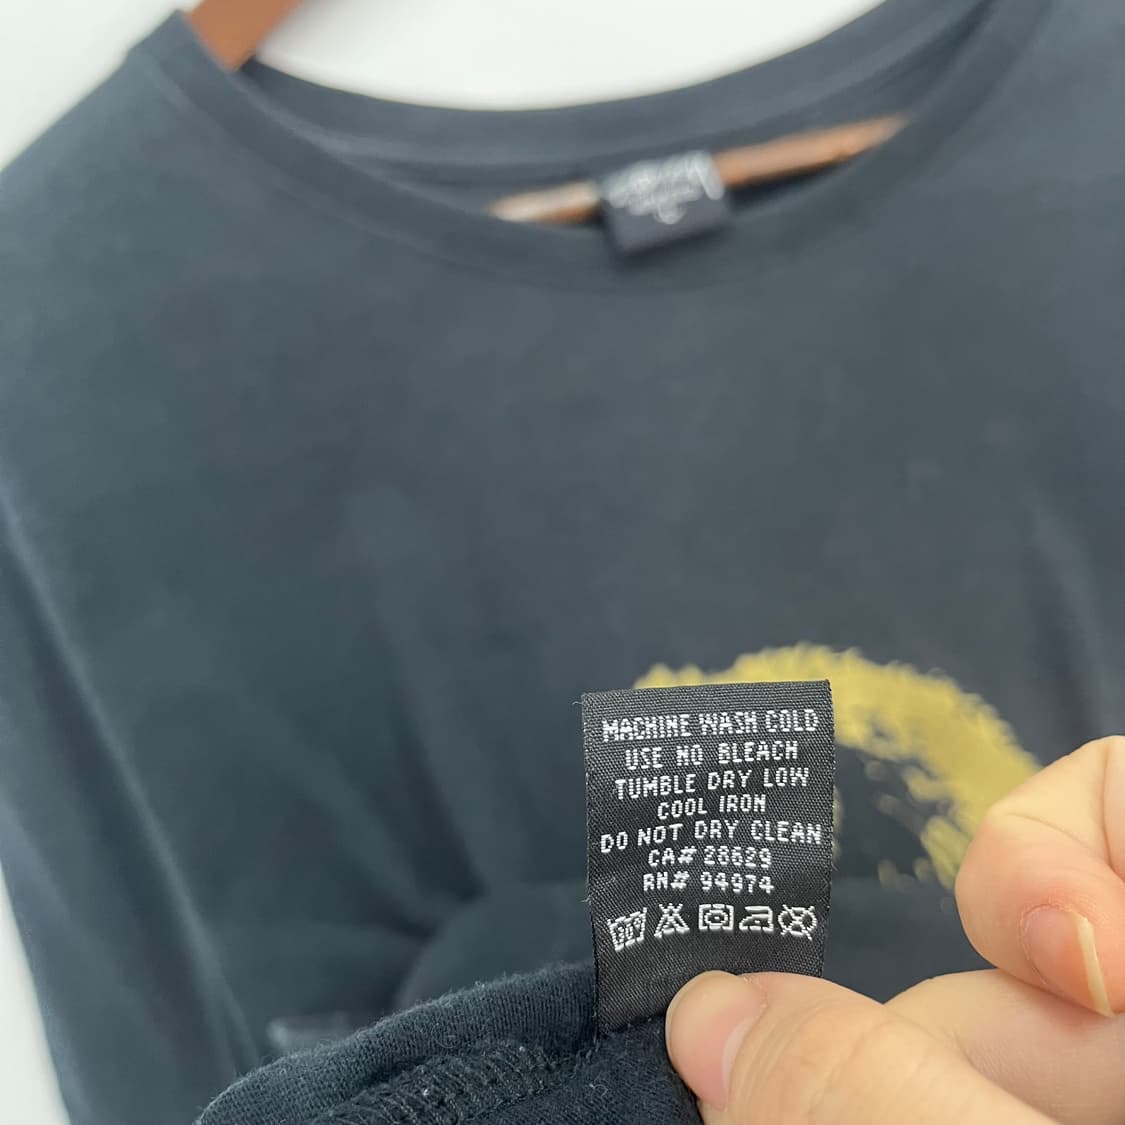 MACHINE WASH COLD
USE NO BLEACH
TUMBLE DRY LOW
COOL IRON
DO NOT DRY CLEAN
CA# 28629
RN# 94974
30°